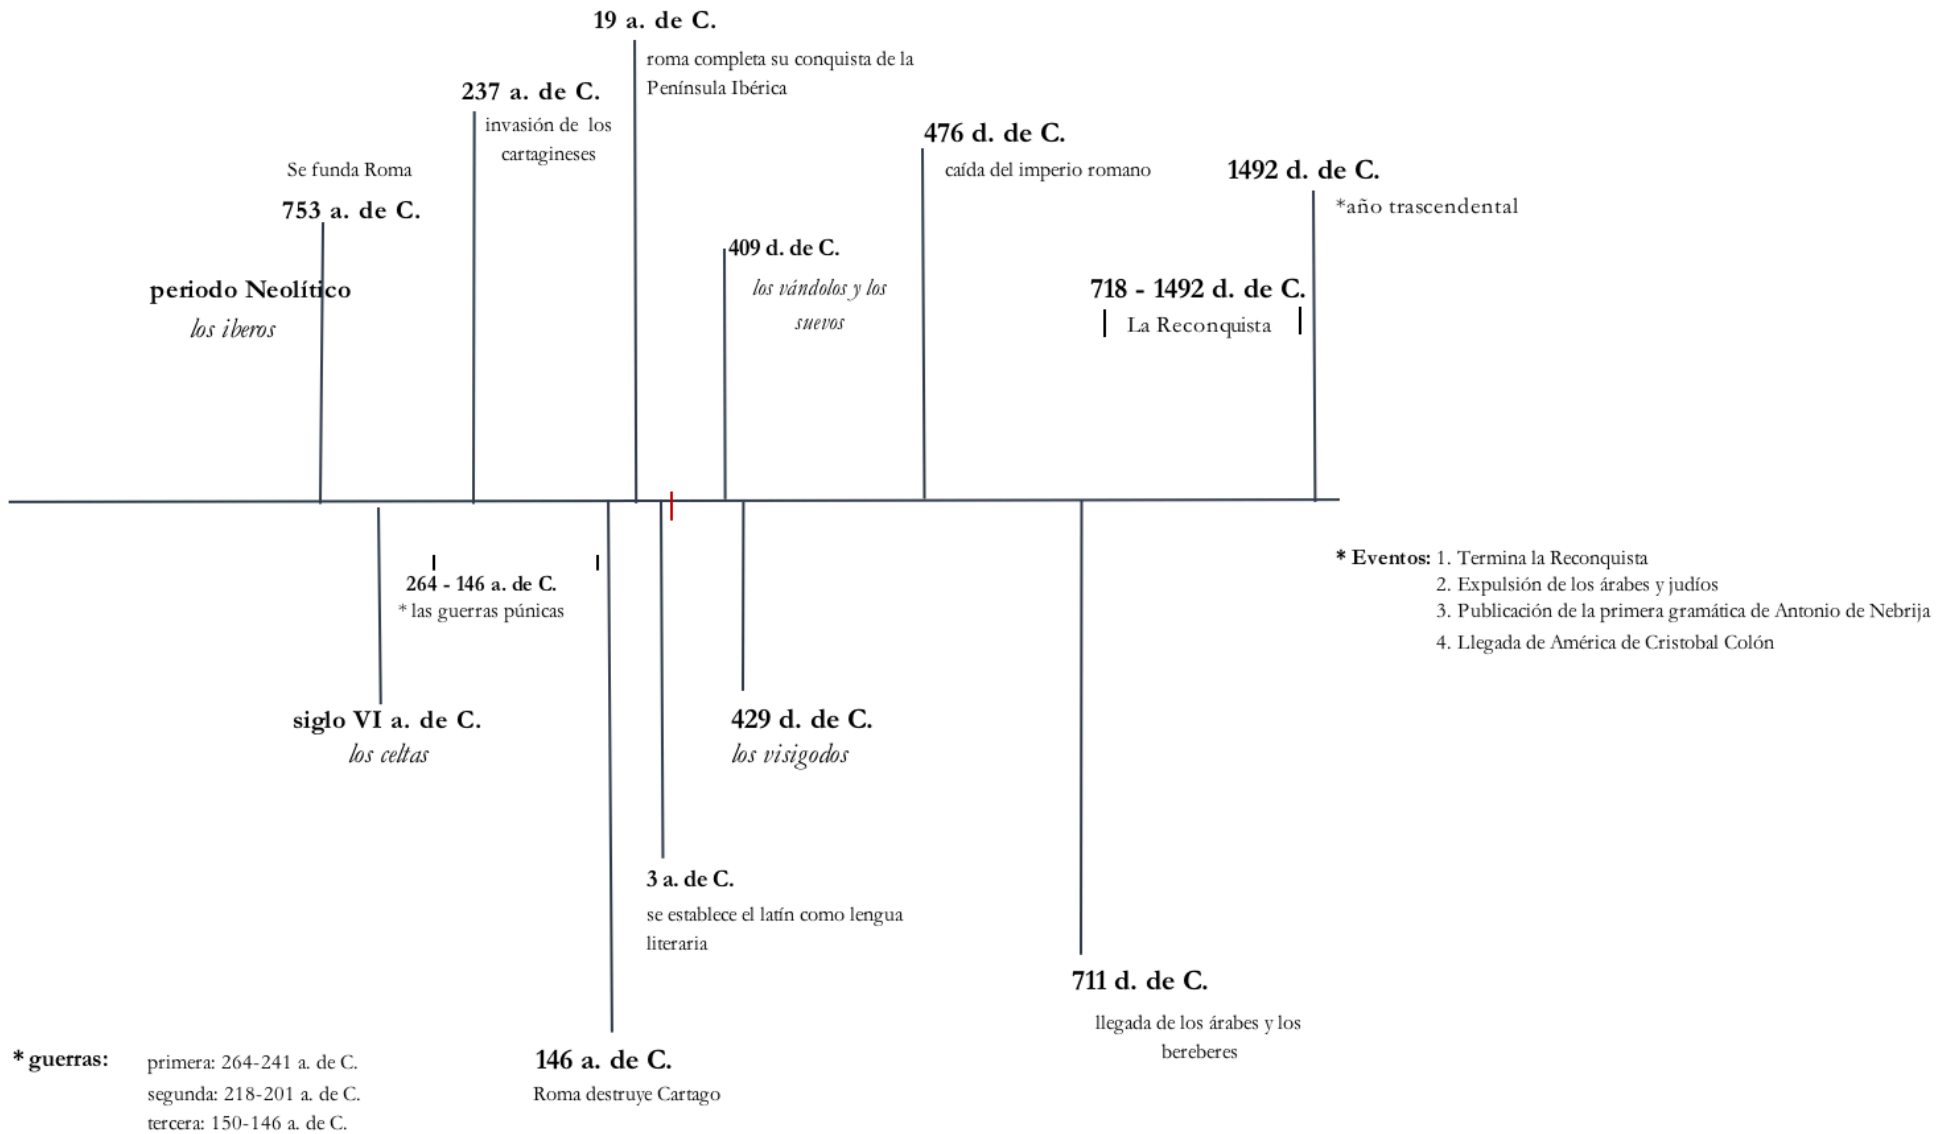 19 a. de C.
roma completa su conquista de la
Península Ibérica
237 a. de C.
invasión de los
cartagineses
476 d. de C.
caída del imperio romano
Se funda Roma
753 a. de C.
1492 d. de C.
*año trascendental
409 d. de C.
los vándolos y los
suevos
periodo Neolítico
los iberos
718 - 1492 d. de C.
La Reconquista
264 - 146 a. de C.
* las guerras púnicas
* Eventos: 1. Termina la Reconquista
2. Expulsión de los árabes y judíos
3. Publicación de la primera gramática de Antonio de Nebrija
4. Llegada de América de Cristobal Colón
siglo VI a. de C.
los celtas
429 d. de C.
los visigodos
3 a. de C.
se establece el latín como lengua
literaria
711 d. de C.
llegada de los árabes y los
bereberes
146 a. de C.
Roma destruye Cartago
* guerras: primera: 264-241 a. de C.
segunda: 218-201 a. de C.
tercera: 150-146 a. de C.